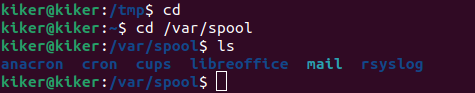 kiker@kiker:/tmp$ cd
kiker@kiker:~$ cd /var/spool
kiker@kiker:/var/spool$ ls
anacron  cron  cups  libreoffice  mail  rsyslog
kiker@kiker:/var/spool$